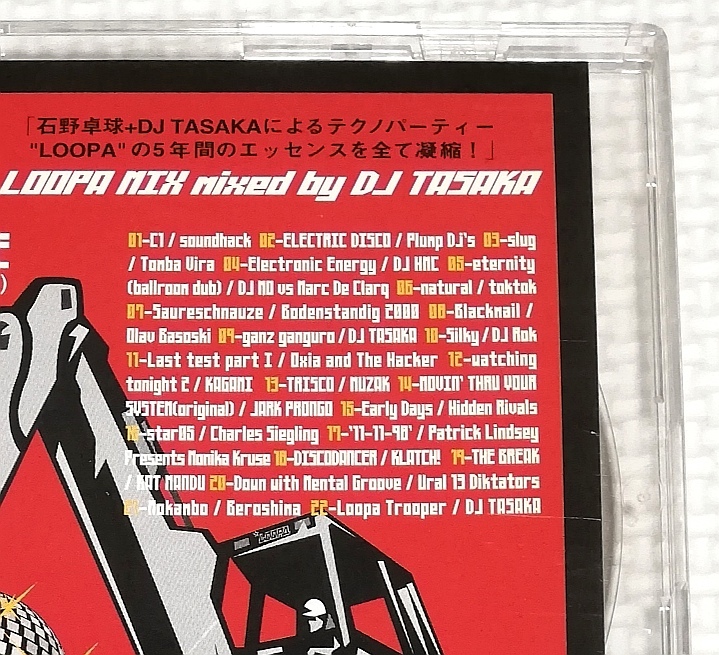 「石野卓球+DJ TASAKAによるテクノパーティー
"LOOPA"の5年間のエッセンスを全て凝縮！」
LOOPA MIX mixed by DJ TASAKA
01-C1 / soundhack 02-ELECTRIC DISCO / Plump DJ's 03-slug
/ Tomba Vira 04-Electronic Energy / DJ HMC 05-eternity
(ballroom dub) / DJ MO vs Marc De Clarq 06-natural / toktok
07-Saureschnauze / Bodenstandig 2000 08-Blackmail /
Olav Basoski 09-ganz ganguro / DJ TASAKA 10-Silky / DJ Rok
11-Last test part I / Oxia and The Hacker 12-watching
tonight 2 / KAGAMI 13-TRISCO / MUZAK 14-MOVIN' THRU YOUR
SYSTEM(original) / JARK PRONGO 15-Early Days / Hidden Rivals
16-star05 / Charles Siegling 17-'11-11-98' / Patrick Lindsey
Presents Monika Kruse 18-DISCODANCER / KLATCH! 19-THE BREAK
/ KAT MANDU 20-Down with Mental Groove / Ural 13 Diktators
21-Mokambo / Beroshima 22-Loopa Trooper / DJ TASAKA
LOOPA